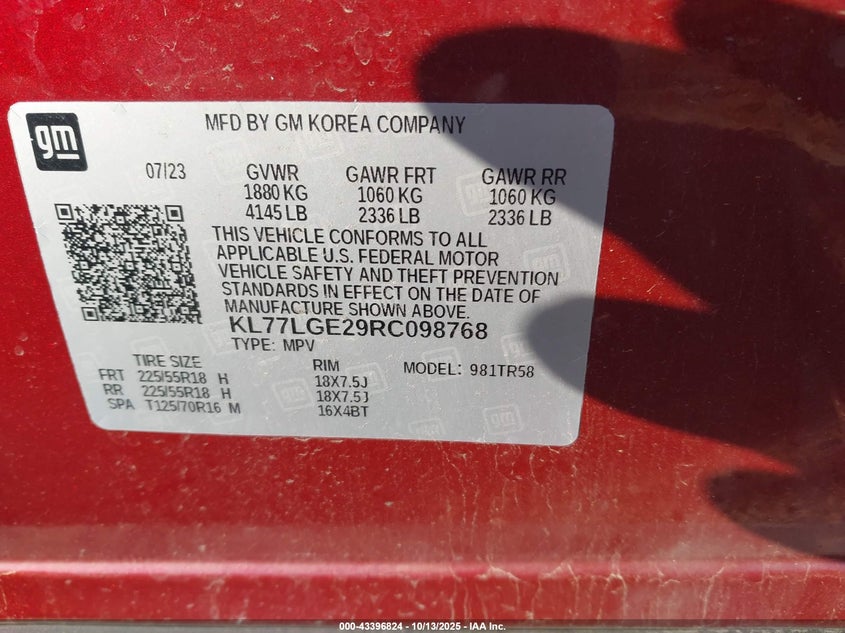 gm
MFD BY GM KOREA COMPANY
07/23 GVWR GAWR FRT GAWR RR
1880 KG 1060 KG 1060 KG
4145 LB 2336 LB 2336 LB
THIS VEHICLE CONFORMS TO ALL
APPLICABLE U.S. FEDERAL MOTOR
VEHICLE SAFETY AND THEFT PREVENTION
STANDARDS IN EFFECT ON THE DATE OF
MANUFACTURE SHOWN ABOVE.
KL77LGE29RC098768
TYPE: MPV
TIRE SIZE RIM MODEL: 981TR58
FRT 225/55R18 H 18X7.5J
RR 225/55R18 H 18X7.5J
SPA T125/70R16 M 16X4BT
000-43396824 - 10/13/2025 - IAA Inc.